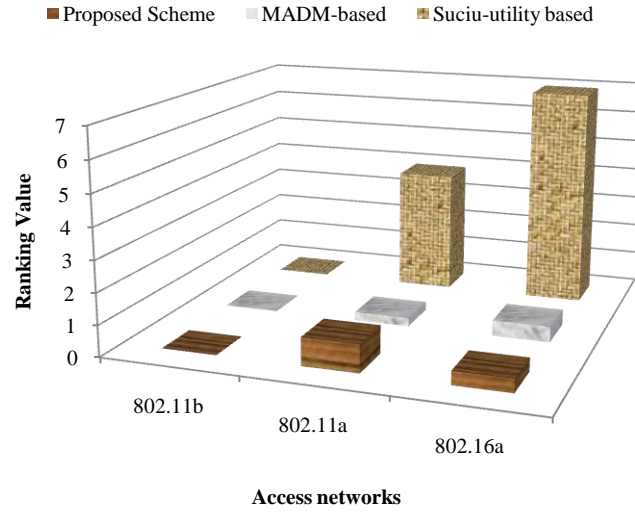 Proposed Scheme MADM-based Suciu-utility based
7
6
5
4
3
2
1
0
Ranking Value
802.11b
802.11a
802.16a
Access networks